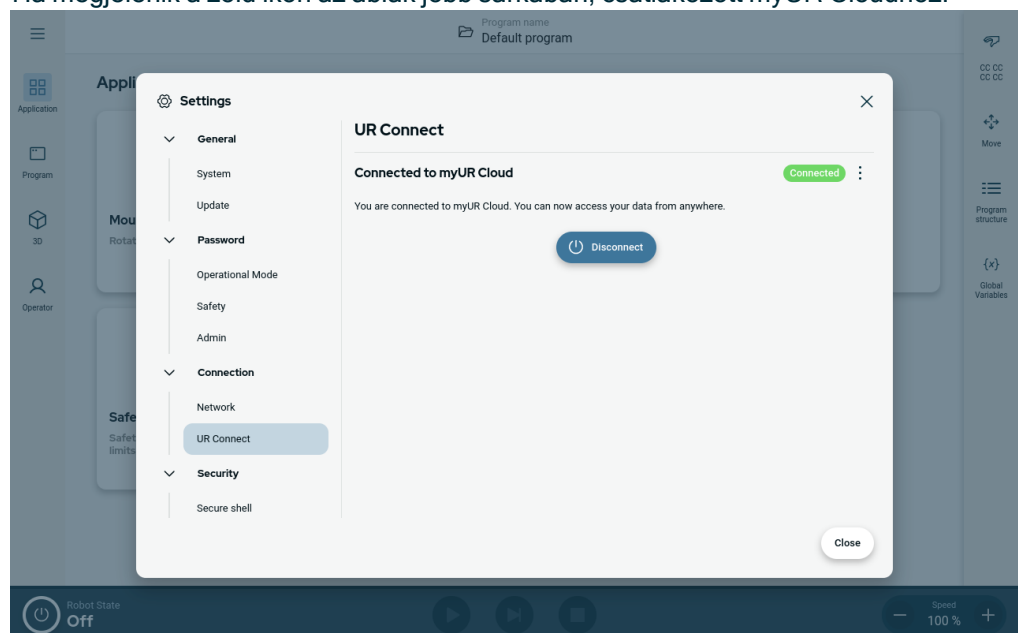 Program name
Default program
Application
Program
3D
Operator
Appli
Mou
Rotat
Safe
Safet
limits
Settings
General
System
Update
Password
Operational Mode
Safety
Admin
Connection
Network
UR Connect
Security
Secure shell
UR Connect
Connected to myUR Cloud
Connected
You are connected to myUR Cloud. You can now access your data from anywhere.
Disconnect
Close
CC CC
CC CC
Move
Program
structure
{x}
Global
Variables
Robot State
Off
Speed
100 %